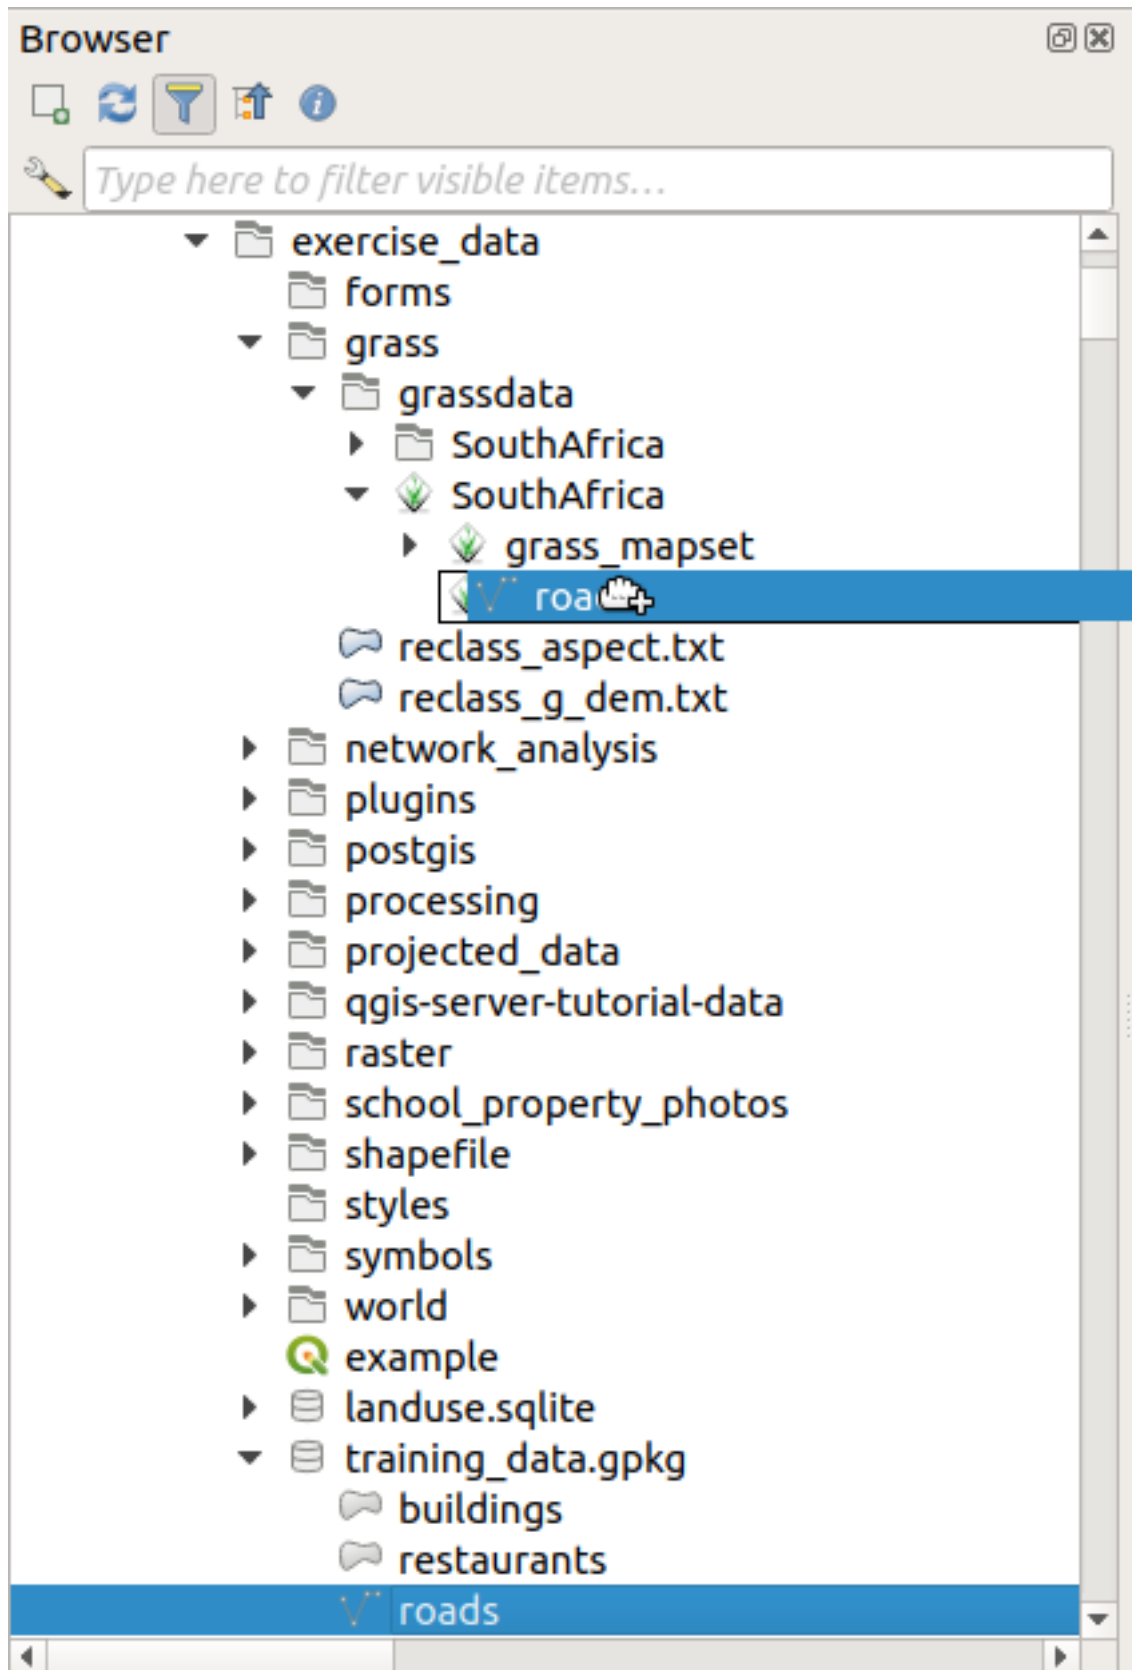 Browser
Type here to filter visible items...
exercise_data
forms
grass
grassdata
SouthAfrica
SouthAfrica
grass_mapset
reclass_aspect.txt
reclass_g_dem.txt
network_analysis
plugins
postgis
processing
projected_data
qgis-server-tutorial-data
raster
school_property_photos
shapefile
styles
symbols
world
example
landuse.sqlite
training_data.gpkg
buildings
restaurants
roads